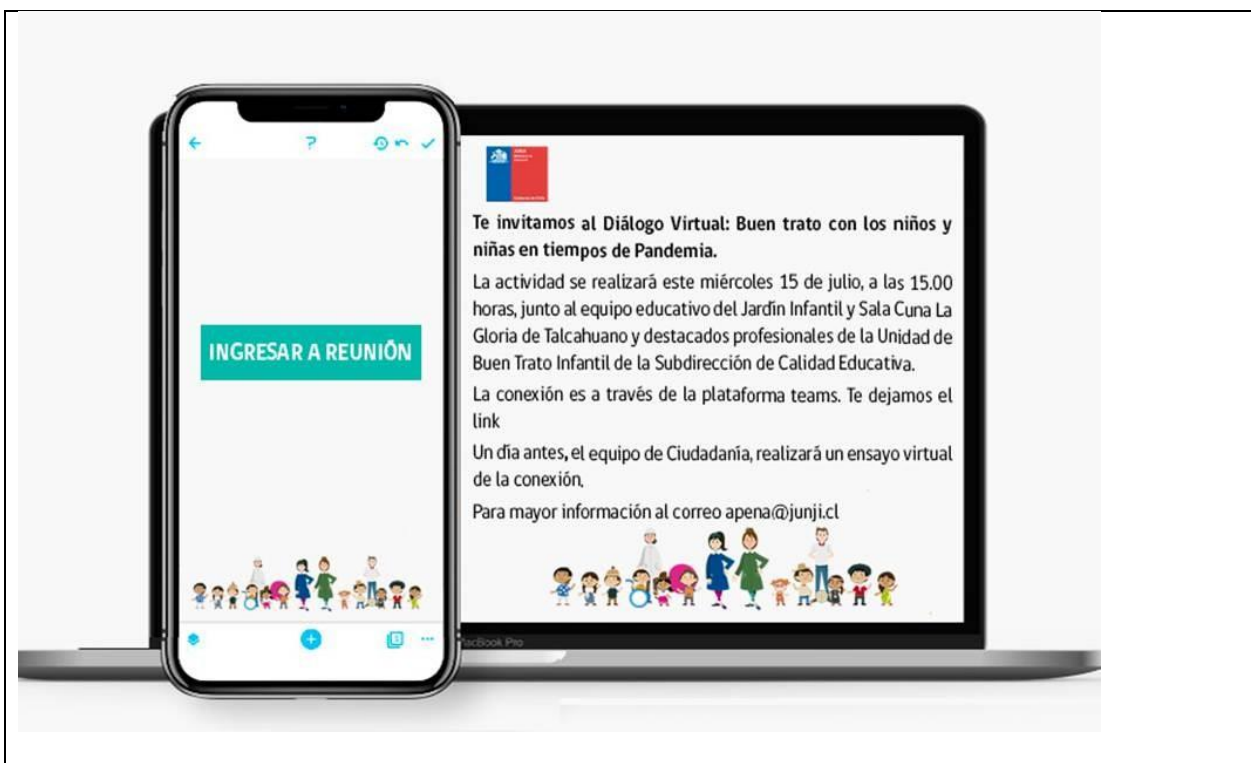 INGRESAR A REUNIÓN
Te invitamos al Diálogo Virtual: Buen trato con los niños y
niñas en tiempos de Pandemia.
La actividad se realizará este miércoles 15 de julio, a las 15.00
horas, junto al equipo educativo del Jardín Infantil y Sala Cuna La
Gloria de Talcahuano y destacados profesionales de la Unidad de
Buen Trato Infantil de la Subdirección de Calidad Educativa.
La conexión es a través de la plataforma teams. Te dejamos el
link
Un día antes, el equipo de Ciudadanía, realizará un ensayo virtual
de la conexión.
Para mayor información al correo apena@junji.cl
MacBook Pro